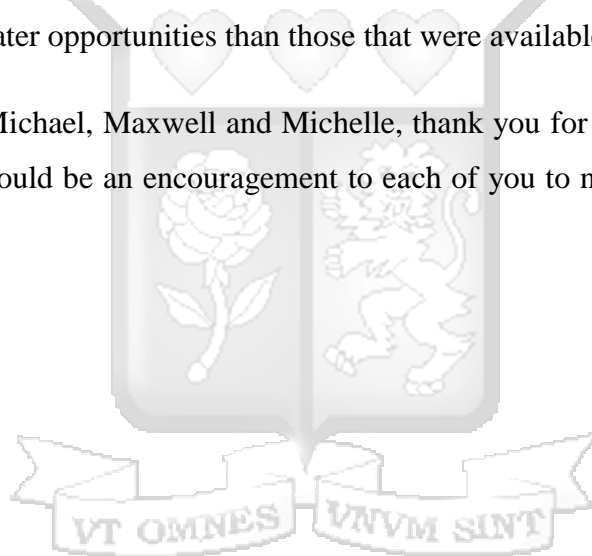 ater opportunities than those that were available
Michael, Maxwell and Michelle, thank you for
ould be an encouragement to each of you to
VT OMNES VNVM SINT